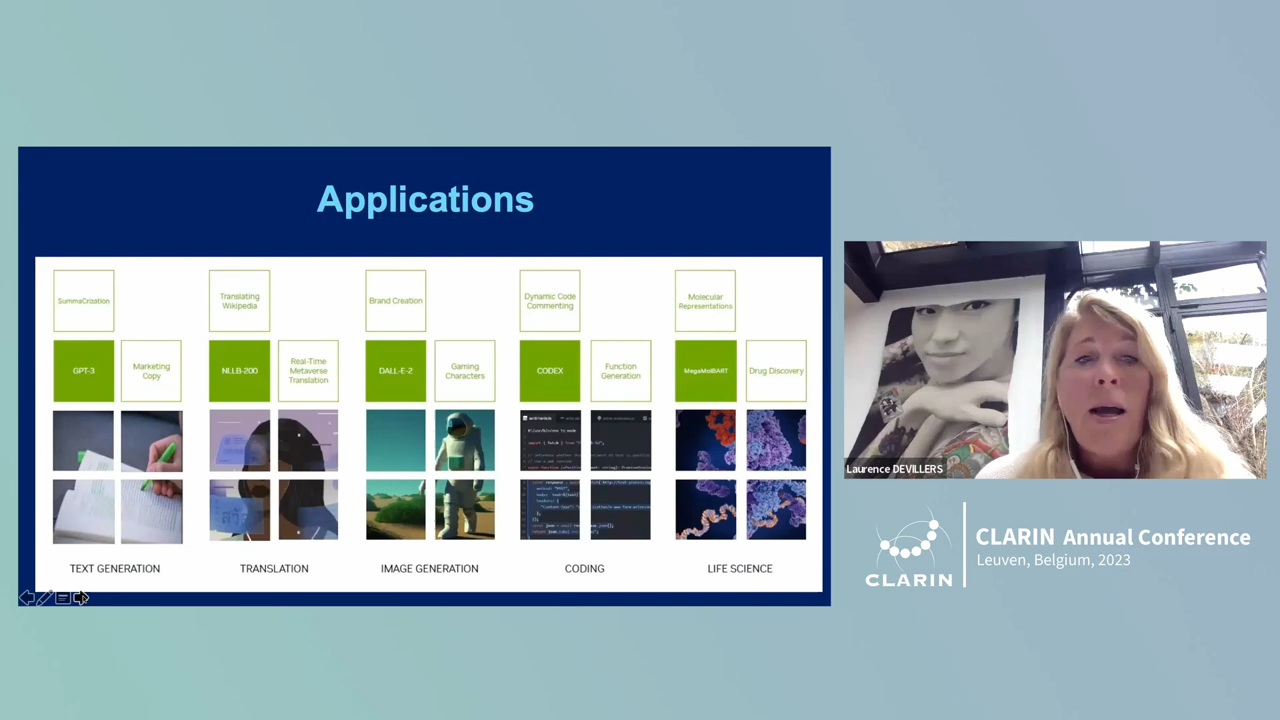 Applications
SummaCrization
GPT-3
Marketing
Copy
TEXT GENERATION
Translating
Wikipedia
NLLB-200
Real-Time
Metaverse
Translation
TRANSLATION
Brand Creation
DALL-E-2
Gaming
Characters
IMAGE GENERATION
Dynamic Code
Commenting
CODEX
Function
Generation
CODING
Molecular
Representations
MegaMolBART
Drug Discovery
LIFE SCIENCE
Laurence DEVILLERS
CLARIN
CLARIN Annual Conference
Leuven, Belgium, 2023